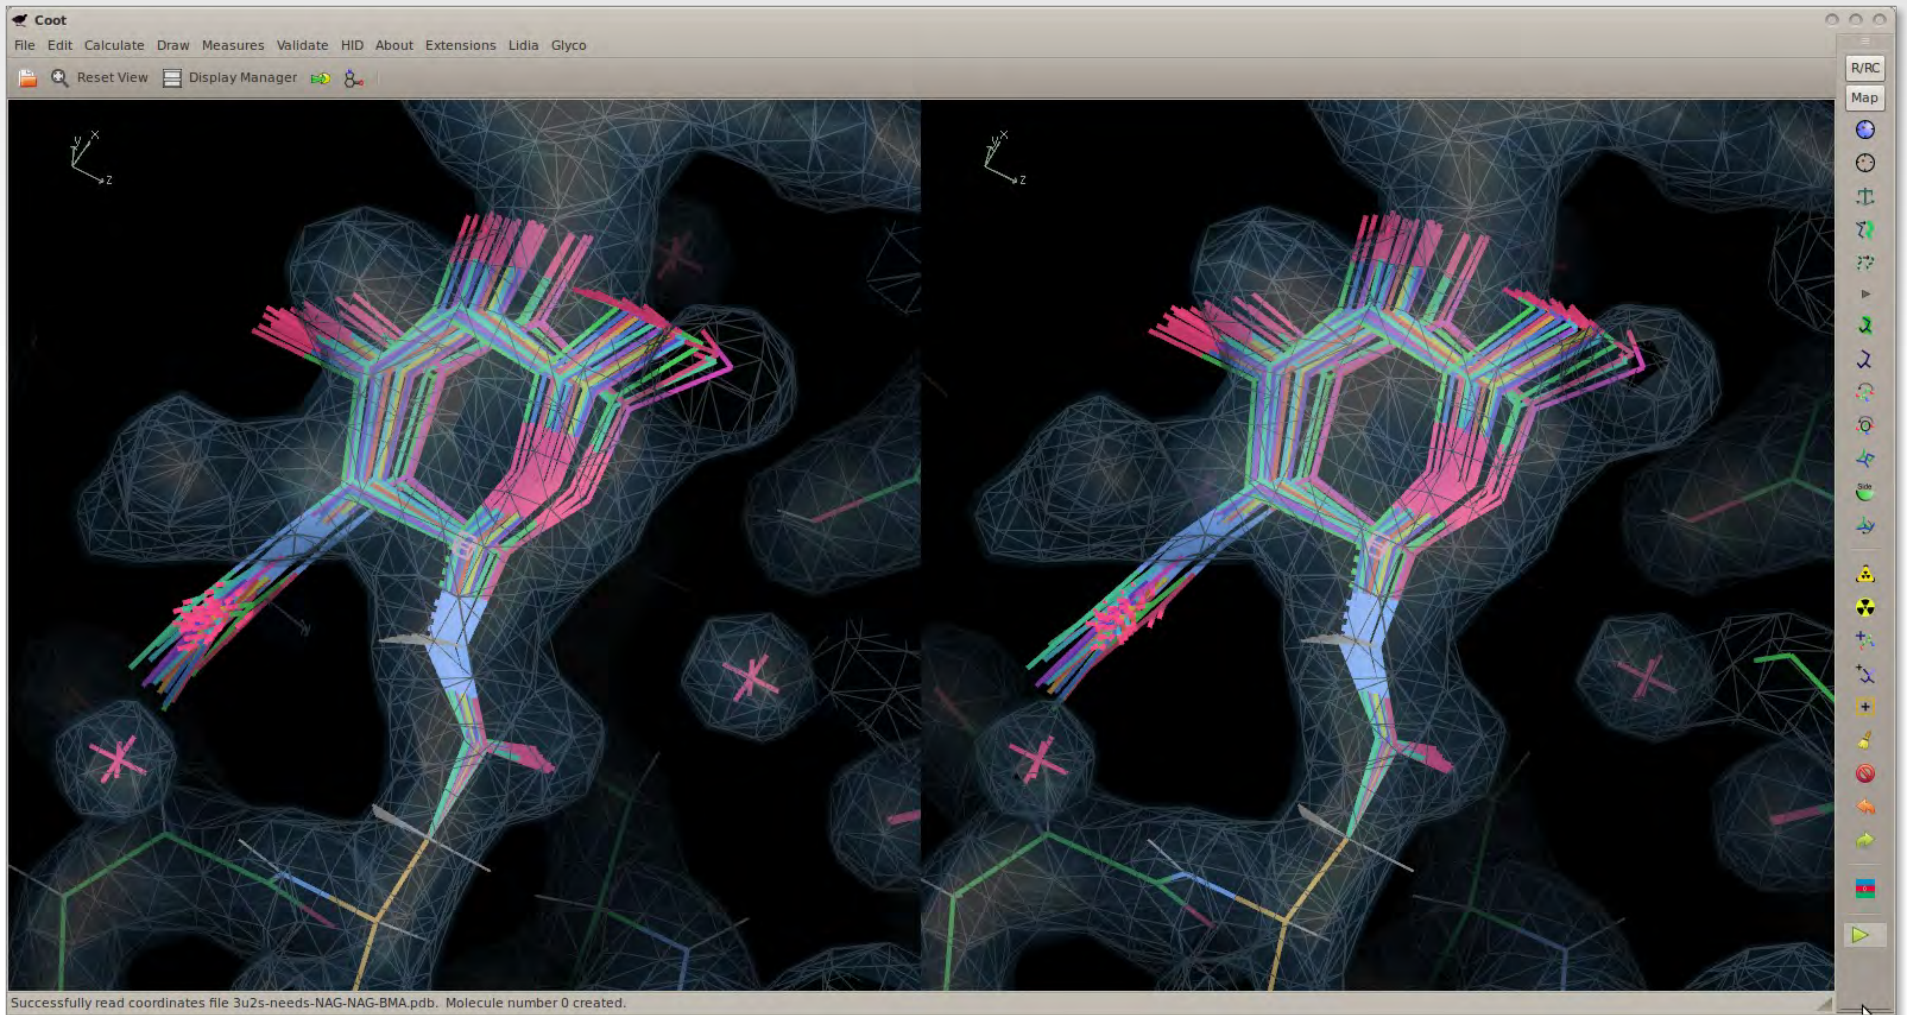 Coot
File Edit Calculate Draw Measures Validate HID About Extensions Lidia Glyco
Reset View Display Manager
R/RC
Map
x
y
z
x
y
z
Side
Successfully read coordinates file 3u2s-needs-NAG-NAG-BMA.pdb. Molecule number 0 created.